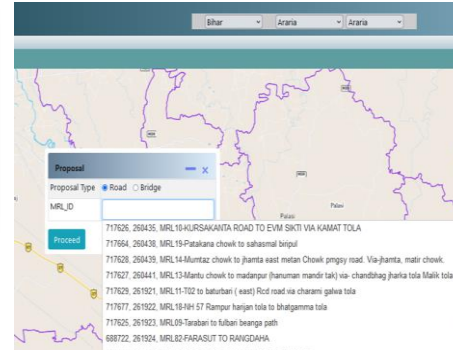 Bihar Araria Araria
Proposal - x
Proposal Type Road Bridge
MRL_ID
Proceed
Palasi
Palasi
717626, 260435, MRL10-KURSAKANTA ROAD TO EVM SIKTI VIA KAMAT TOLA
717664, 260438, MRL19-Patakana chowk to sahasmal biripul
717628, 260439, MRL14-Mumtaz chowk to jhamta east metan Chowk pmgsy road. Via-jhamta, matir chowk.
717627, 260441, MRL13-Mantu chowk to madanpur (hanuman mandir tak) via- chandbhag jharka tola Malik tola
717629, 261921, MRL11-T02 to baturbari ( east) Rcd road via charami galwa tola
717677, 261922, MRL18-NH 57 Rampur harijan tola to bhatgamma tola
717625, 261923, MRL09-Tarabari to fulbari beanga path
688722, 261924, MRL82-FARASUT TO RANGDAHA